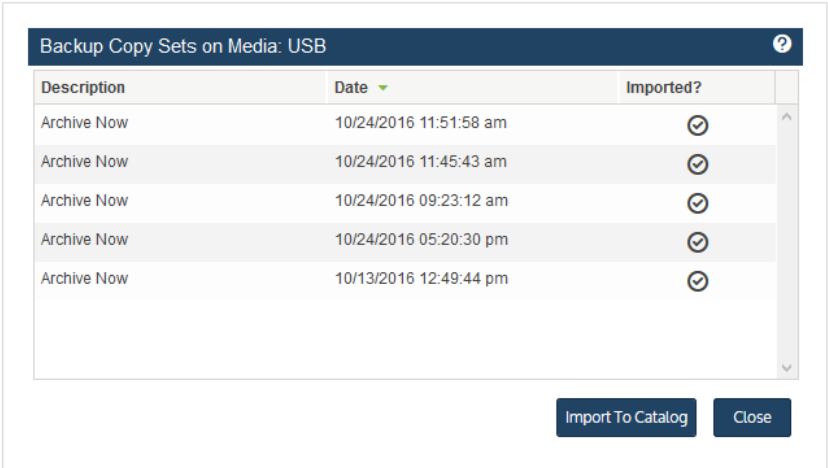 Backup Copy Sets on Media: USB ?
Description Date Imported?
Archive Now 10/24/2016 11:51:58 am
Archive Now 10/24/2016 11:45:43 am
Archive Now 10/24/2016 09:23:12 am
Archive Now 10/24/2016 05:20:30 pm
Archive Now 10/13/2016 12:49:44 pm
Import To Catalog Close